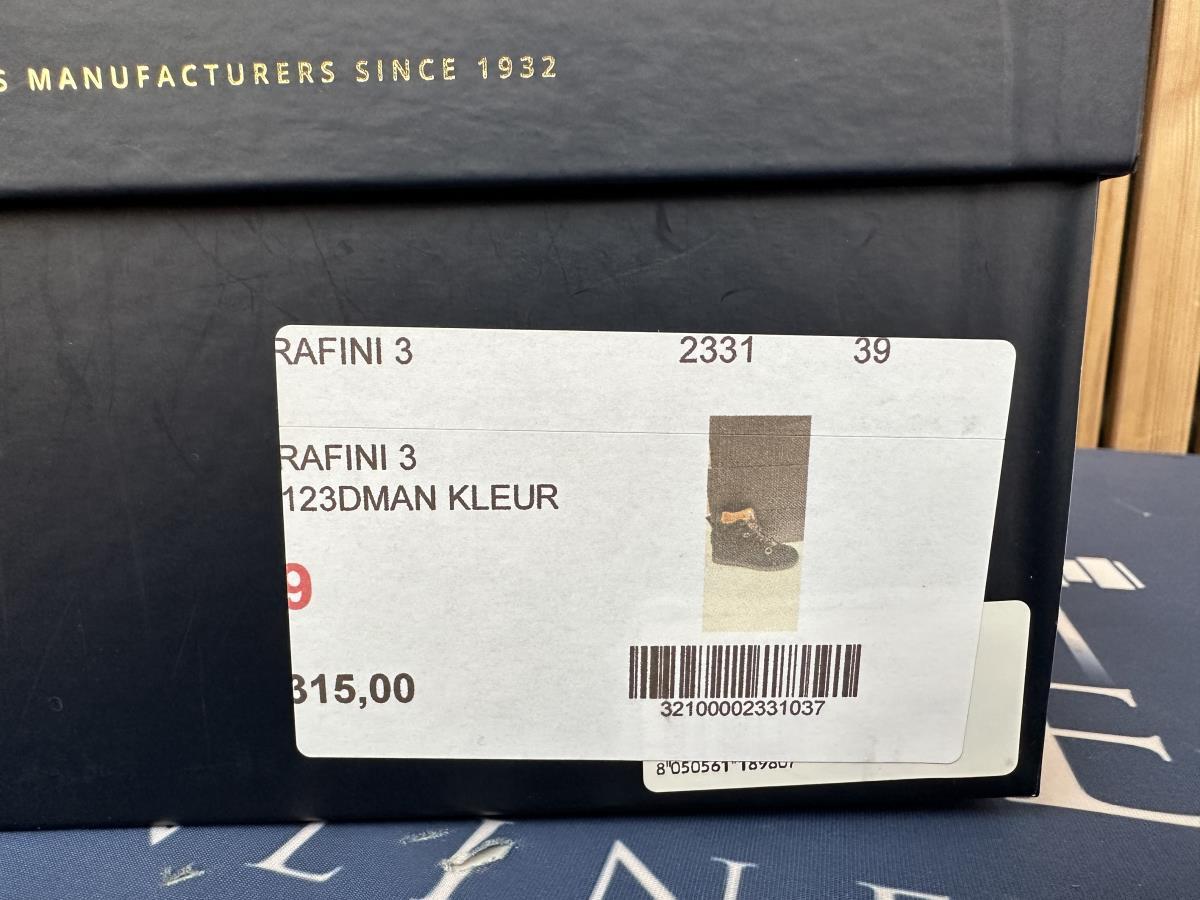 S MANUFACTURERS SINCE 1932
RAFINI 3 2331 39
RAFINI 3
123DMAN KLEUR
9
315,00
32100002331037
8 050561 189807